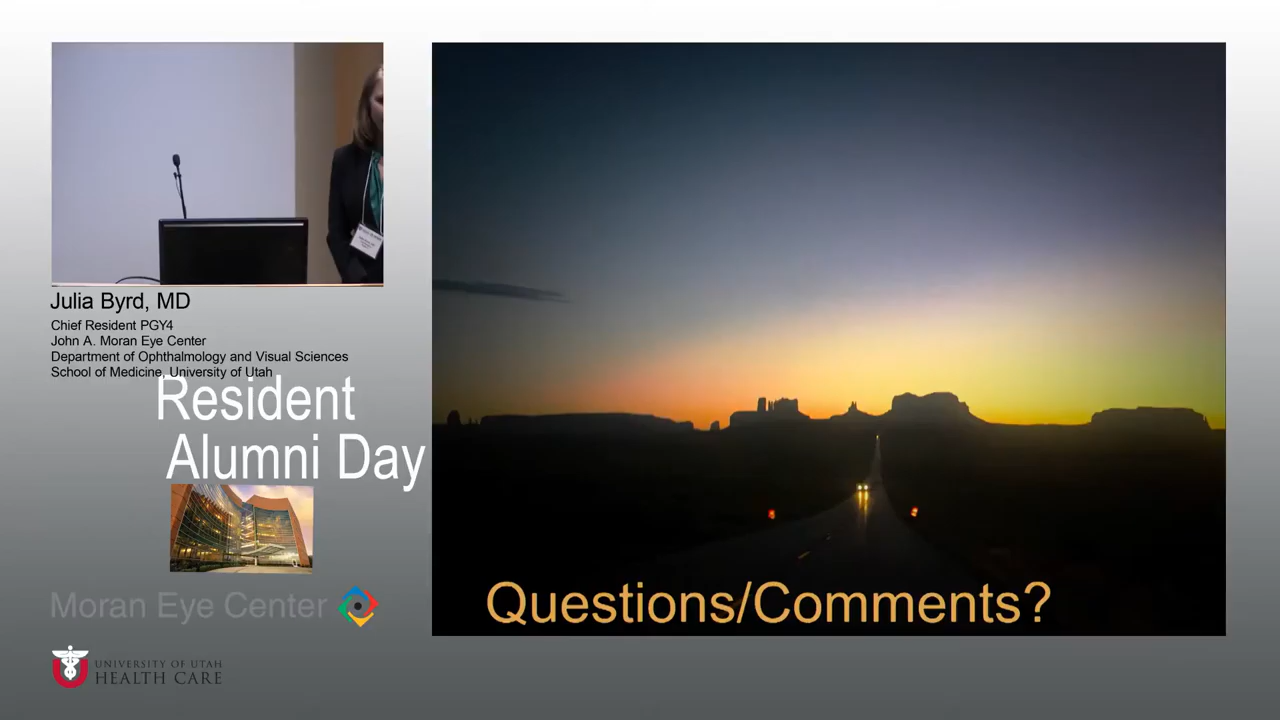 Julia Byrd, MD
Chief Resident PGY4
John A. Moran Eye Center
Department of Ophthalmology and Visual Sciences
School of Medicine, University of Utah
Resident
Alumni Day
Moran Eye Center
UNIVERSITY OF UTAH
HEALTH CARE
Questions/Comments?